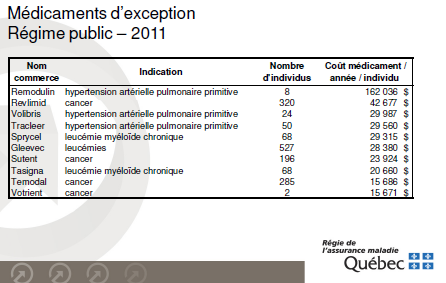 Médicaments d'exception
Régime public – 2011
Nom commerce Indication Nombre d'individus Coût médicament / année / individu
Remodulin hypertension artérielle pulmonaire primitive 8 162 036 $
Revlimid cancer 320 42 677 $
Volibris hypertension artérielle pulmonaire primitive 24 29 987 $
Tracleer hypertension artérielle pulmonaire primitive 50 29 560 $
Sprycel leucémie myéloïde chronique 68 29 315 $
Gleevec leucémies 527 28 380 $
Sutent cancer 196 23 924 $
Tasigna leucémie myéloïde chronique 68 20 660 $
Temodal cancer 285 15 686 $
Votrient cancer 2 15 671 $
Régie de
l'assurance maladie
Québec